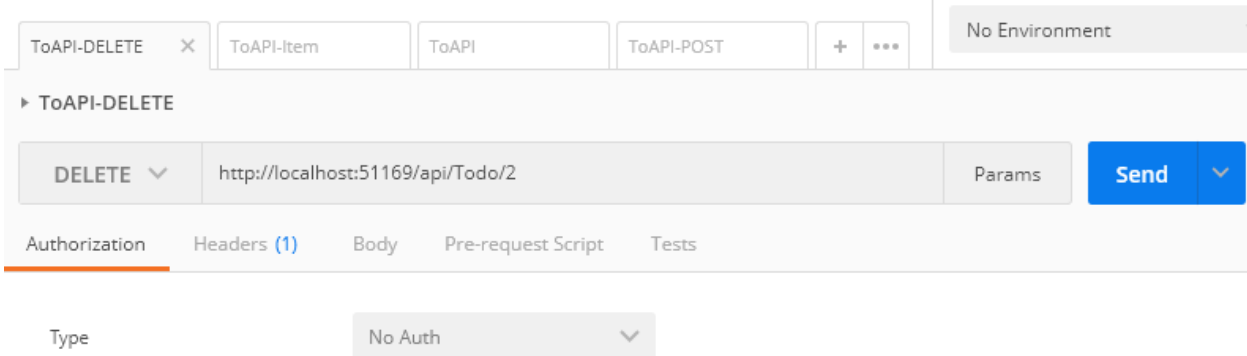 ToAPI-DELETE ToAPI-Item ToAPI ToAPI-POST No Environment
ToAPI-DELETE
DELETE http://localhost:51169/api/Todo/2 Params Send
Authorization Headers (1) Body Pre-request Script Tests
Type No Auth